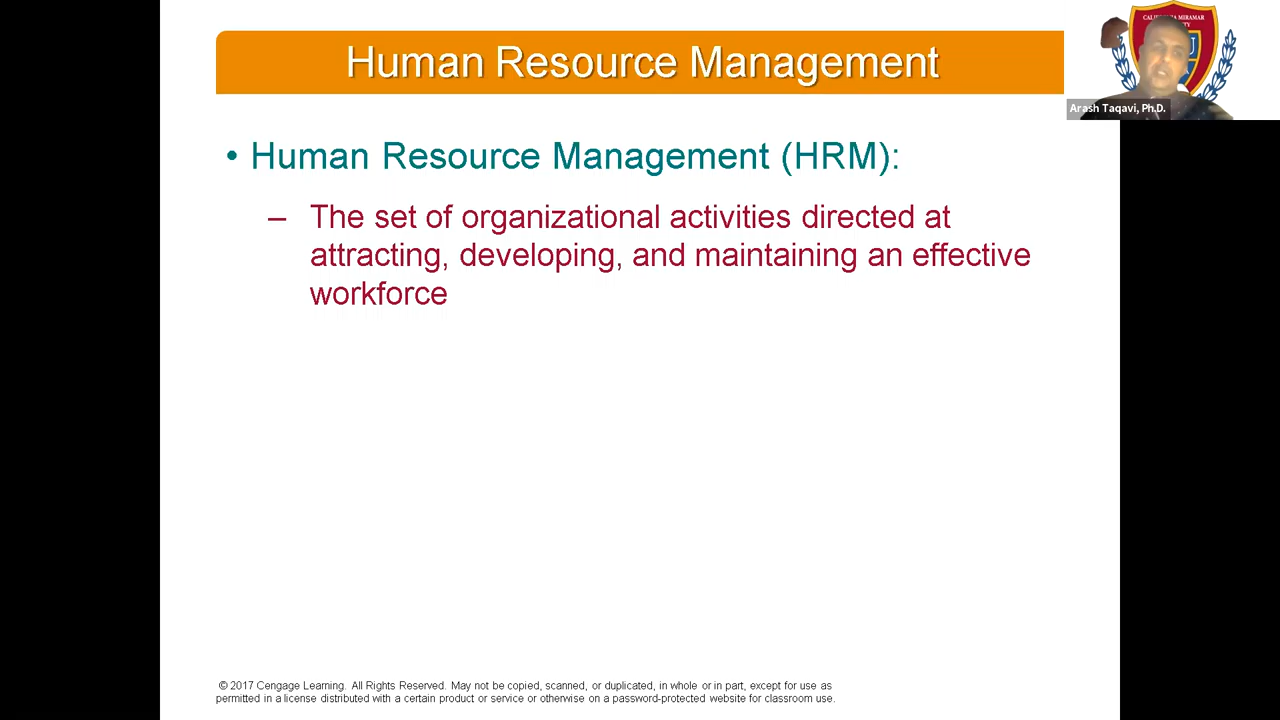 Human Resource Management
CALIFORNIA MIRAMAR
Arash Taqavi, Ph.D.
• Human Resource Management (HRM):
– The set of organizational activities directed at
attracting, developing, and maintaining an effective
workforce
© 2017 Cengage Learning. All Rights Reserved. May not be copied, scanned, or duplicated, in whole or in part, except for use as
permitted in a license distributed with a certain product or service or otherwise on a password-protected website for classroom use.